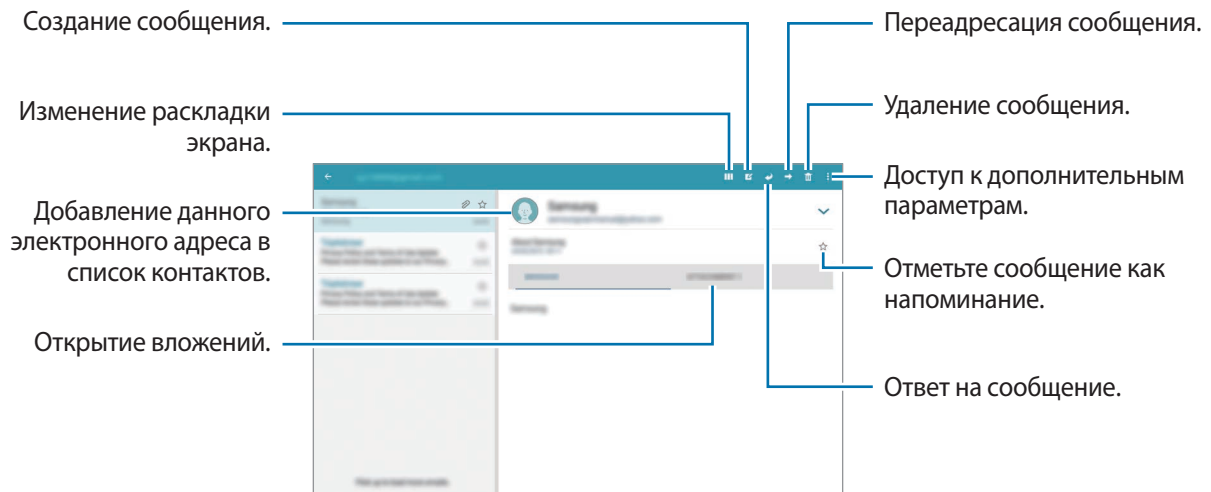 Создание сообщения.
Переадресация сообщения.
Изменение раскладки
экрана.
Удаление сообщения.
Доступ к дополнительным
параметрам.
Добавление данного
электронного адреса в
список контактов.
Samsung
Отметьте сообщение как
напоминание.
Открытие вложений.
Samsung
Ответ на сообщение.